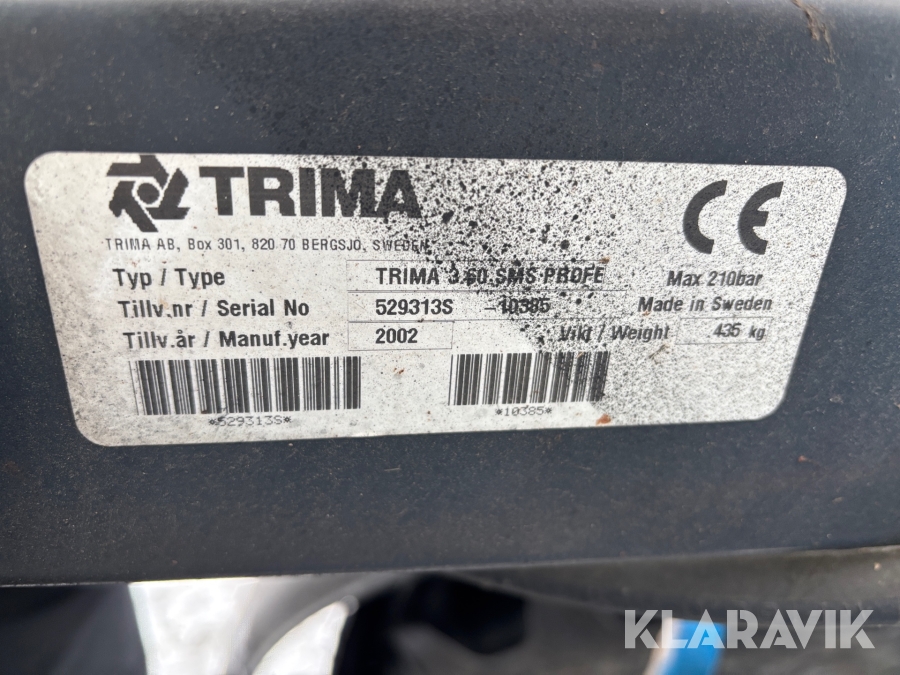 TRIMA
CE
TRIMA AB, Box 301, 820 70 BERGSJÖ, SWEDEN
Typ / Type TRIMA 3.60 SMS PROFE Max 210bar
Tillv.nr / Serial No 529313S -10385 Made in Sweden
Tillv.år / Manuf.year 2002 Vikt / Weight 435 kg
*529313S* *10385*
KLARAVIK